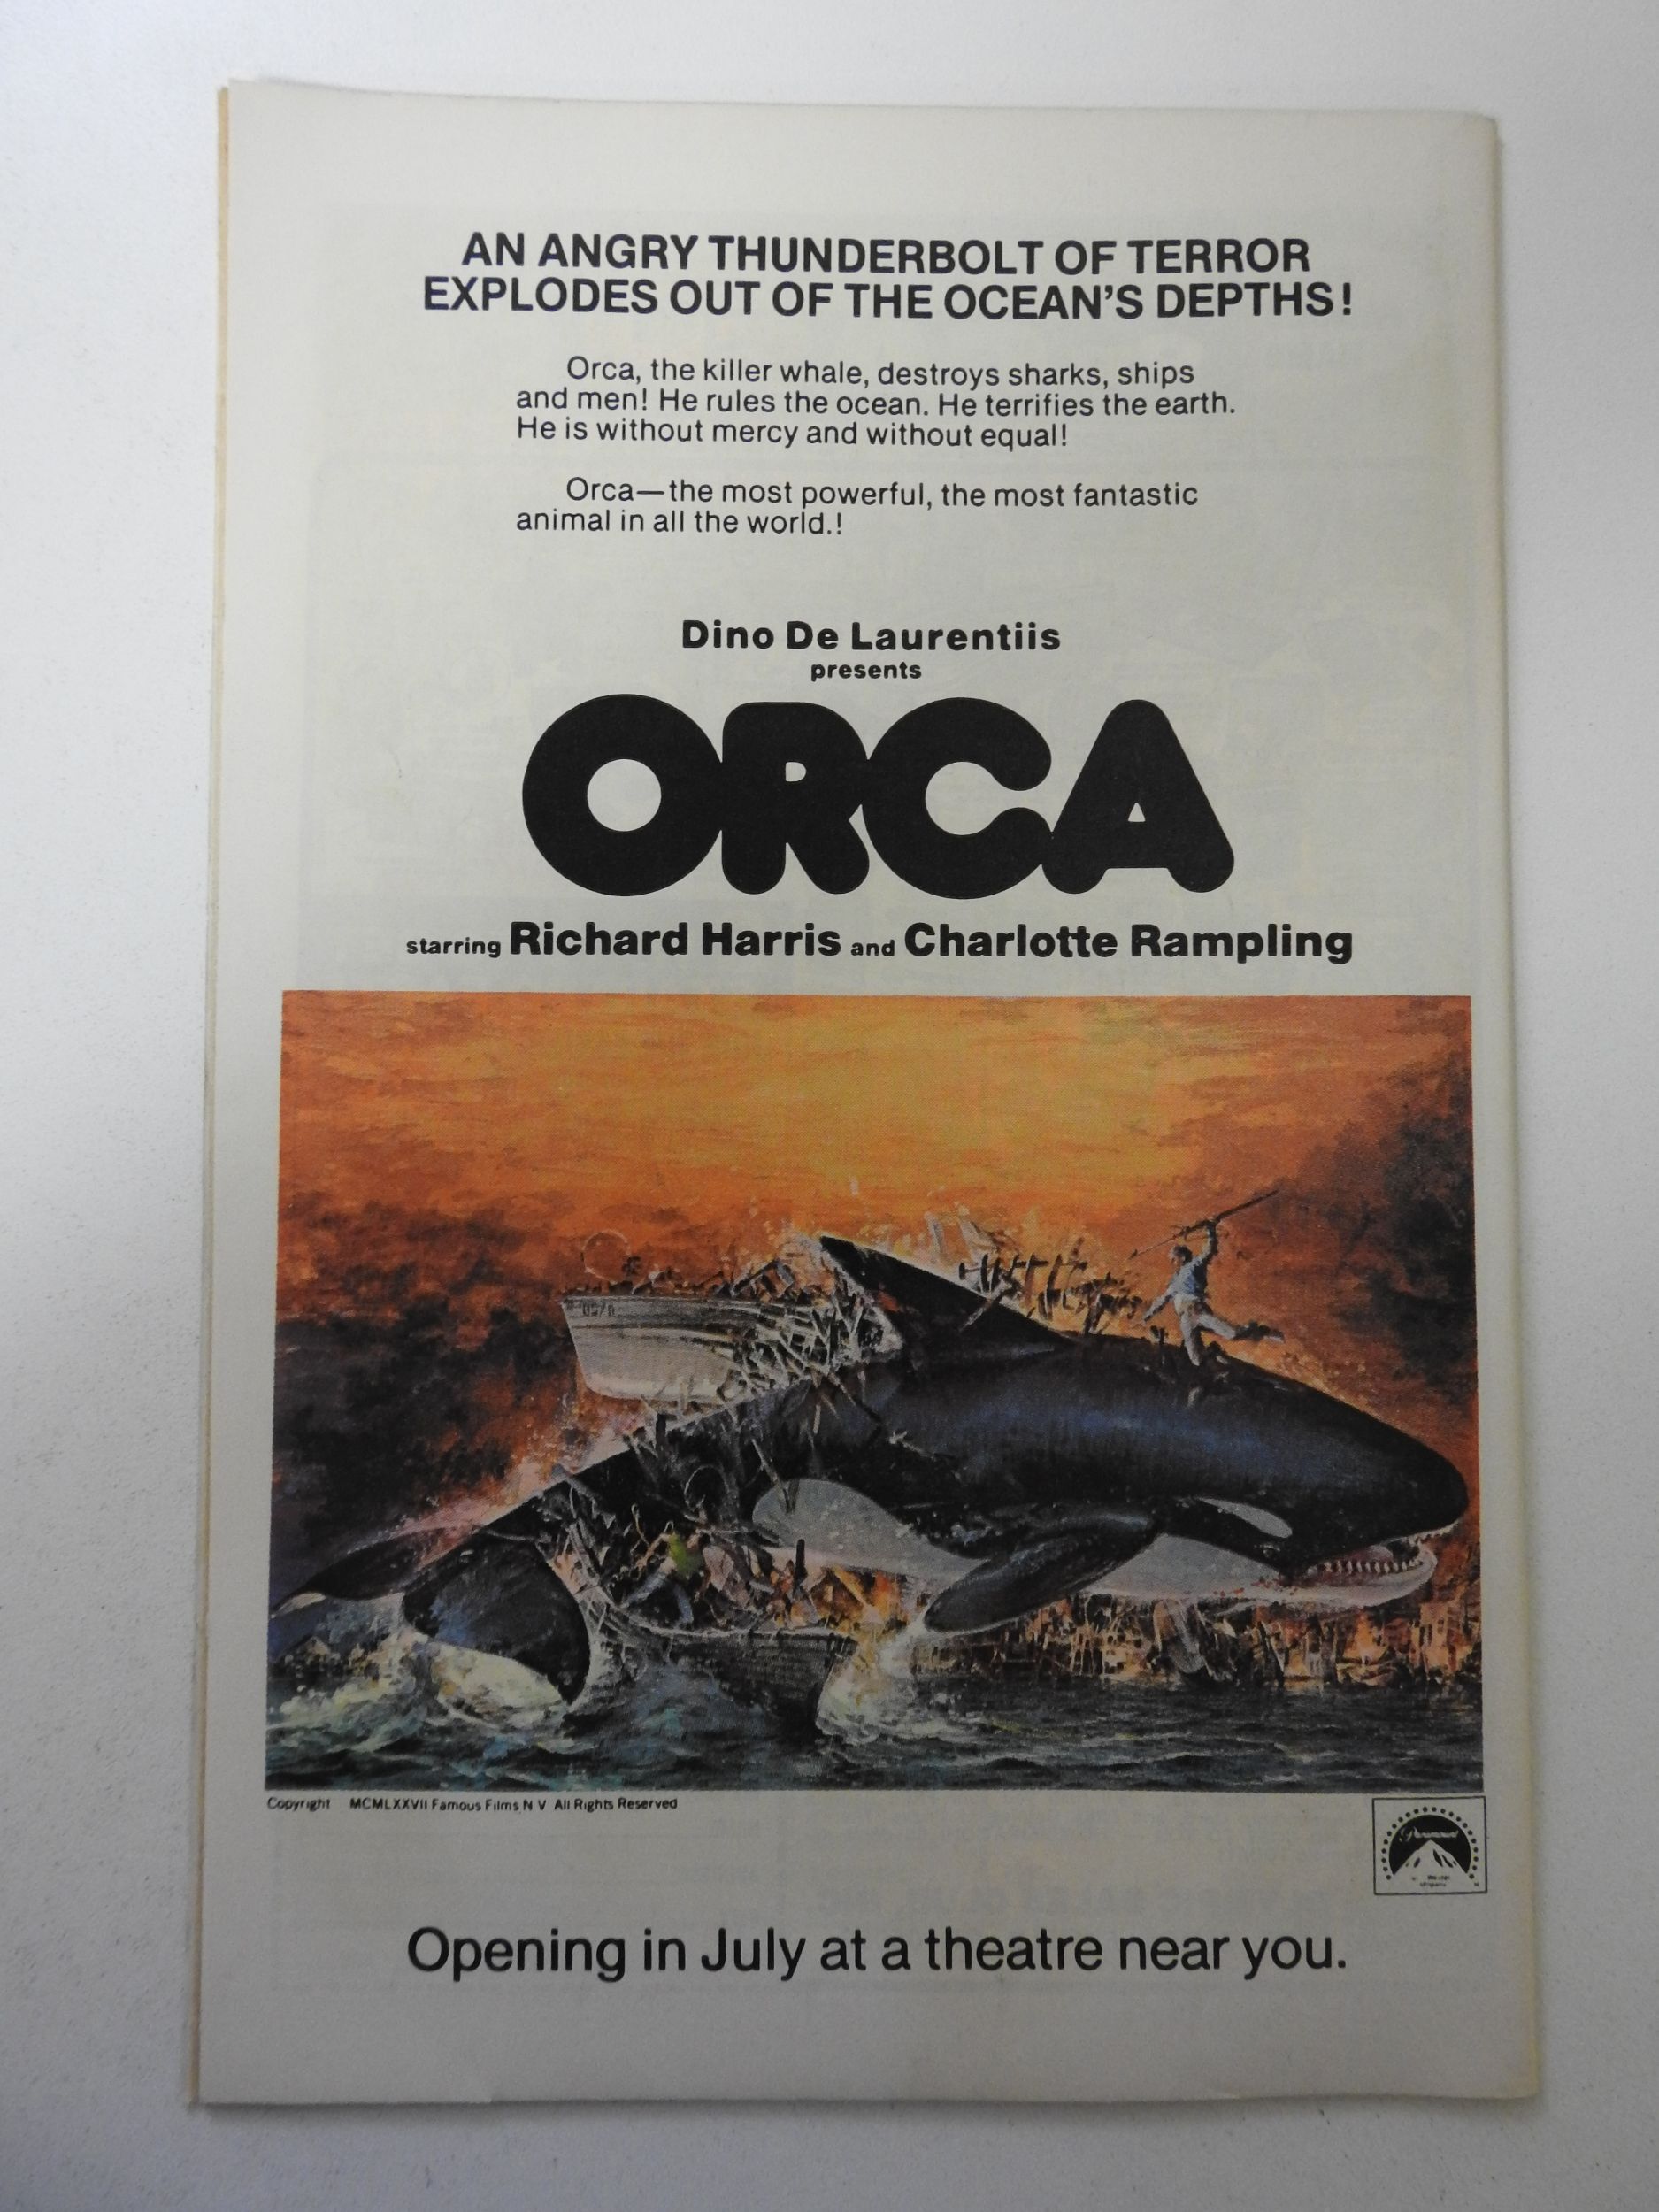 AN ANGRY THUNDERBOLT OF TERROR
EXPLODES OUT OF THE OCEAN'S DEPTHS!
Orca, the killer whale, destroys sharks, ships
and men! He rules the ocean. He terrifies the earth.
He is without mercy and without equal!
Orca—the most powerful, the most fantastic
animal in all the world.!
Dino De Laurentiis
presents
ORCA
starring Richard Harris and Charlotte Rampling
Copyright MCMLXXVII Famous Films N V All Rights Reserved
Paramount
Opening in July at a theatre near you.